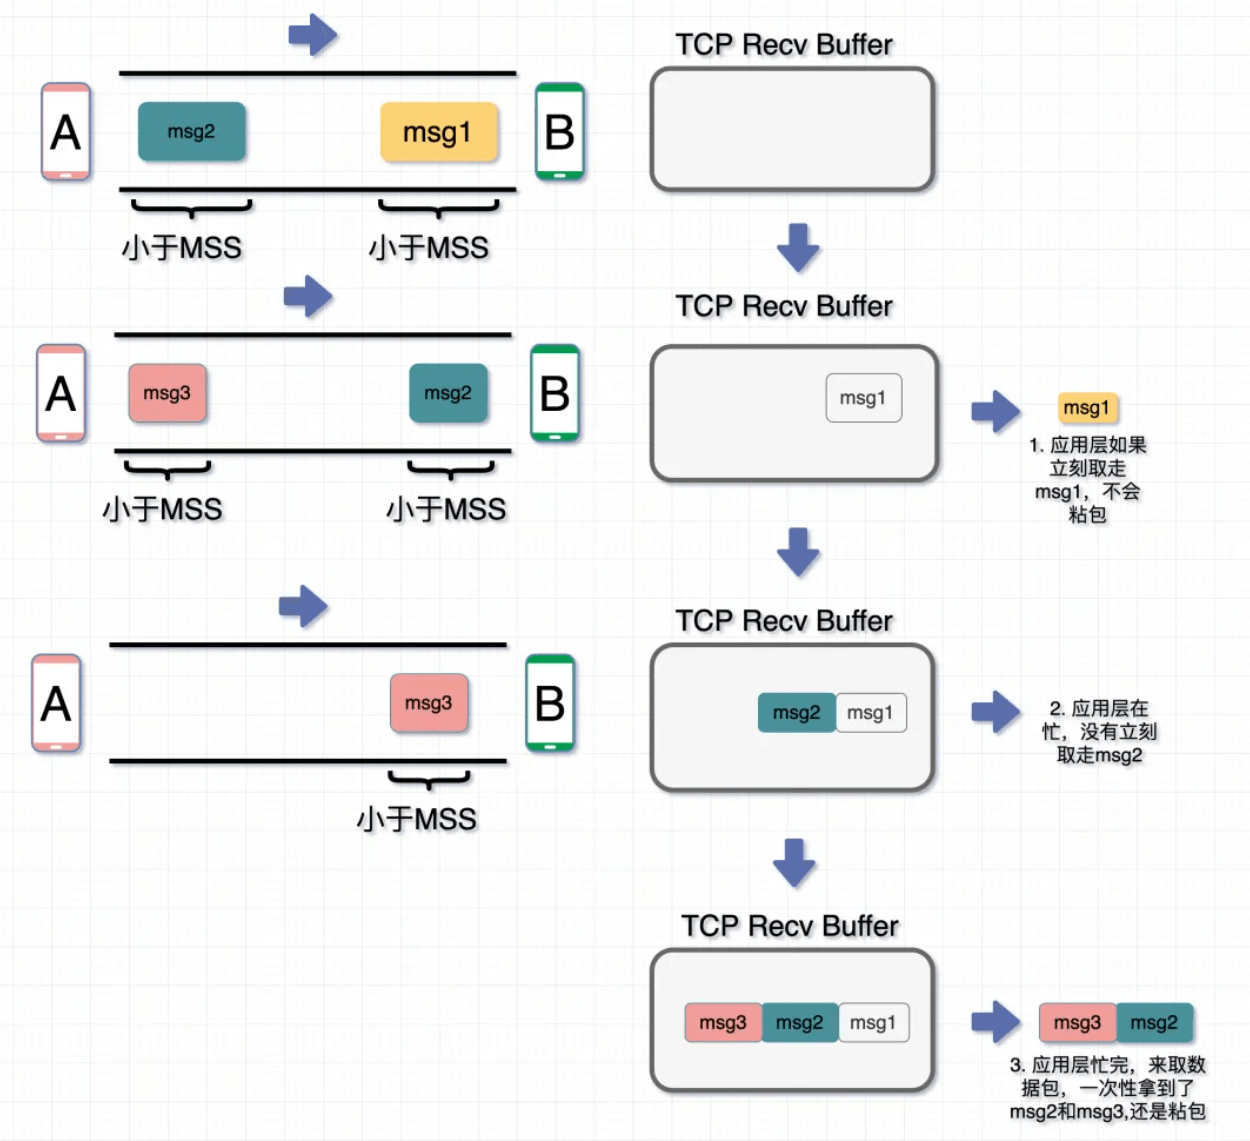 TCP Recv Buffer
A
msg2
msg1
B
小于MSS
小于MSS
TCP Recv Buffer
A
msg3
msg2
B
msg1
msg1
小于MSS
小于MSS
1. 应用层如果
立刻取走
msg1，不会
粘包
TCP Recv Buffer
A
msg3
B
msg2
msg1
小于MSS
2. 应用层在
忙，没有立刻
取走msg2
TCP Recv Buffer
msg3
msg2
msg1
msg3
msg2
3. 应用层忙完，来取数
据包，一次性拿到了
msg2和msg3,还是粘包